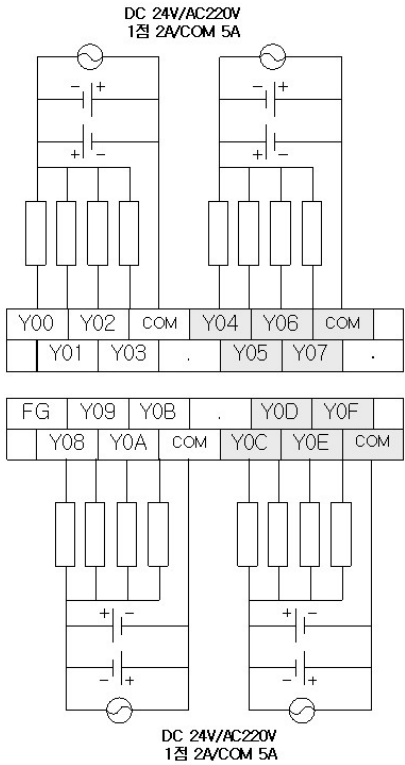 DC 24V/AC220V
1점 2A/COM 5A
- +
- +
+ -
+ -
Y00 Y02 COM Y04 Y06 COM
Y01 Y03 . Y05 Y07 .
FG Y09 Y0B . Y0D Y0F
Y08 Y0A COM Y0C Y0E COM
+ -
+ -
- +
- +
DC 24V/AC220V
1점 2A/COM 5A